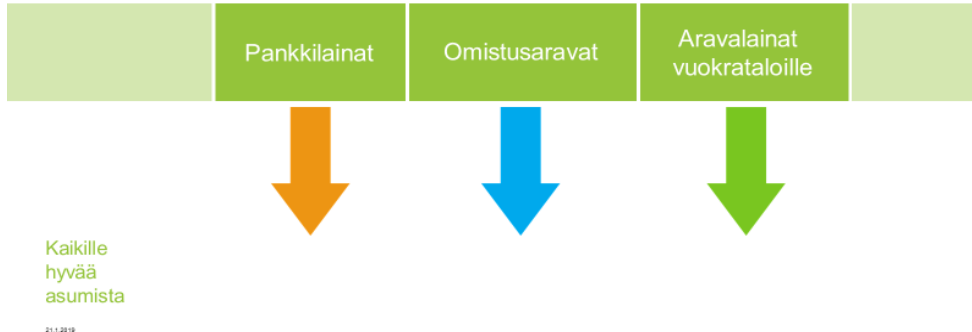 Pankkilainat
Omistusaravat
Aravalainat
vuokrataloille
Kaikille
hyvää
asumista
21.1.2019